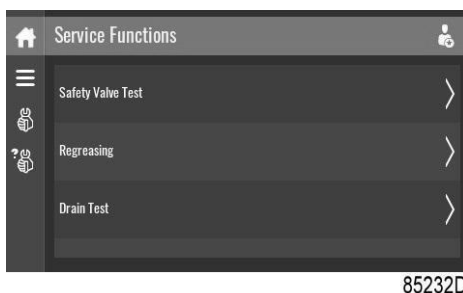 Service Functions
Safety Valve Test
?
Regreasing
Drain Test
85232D